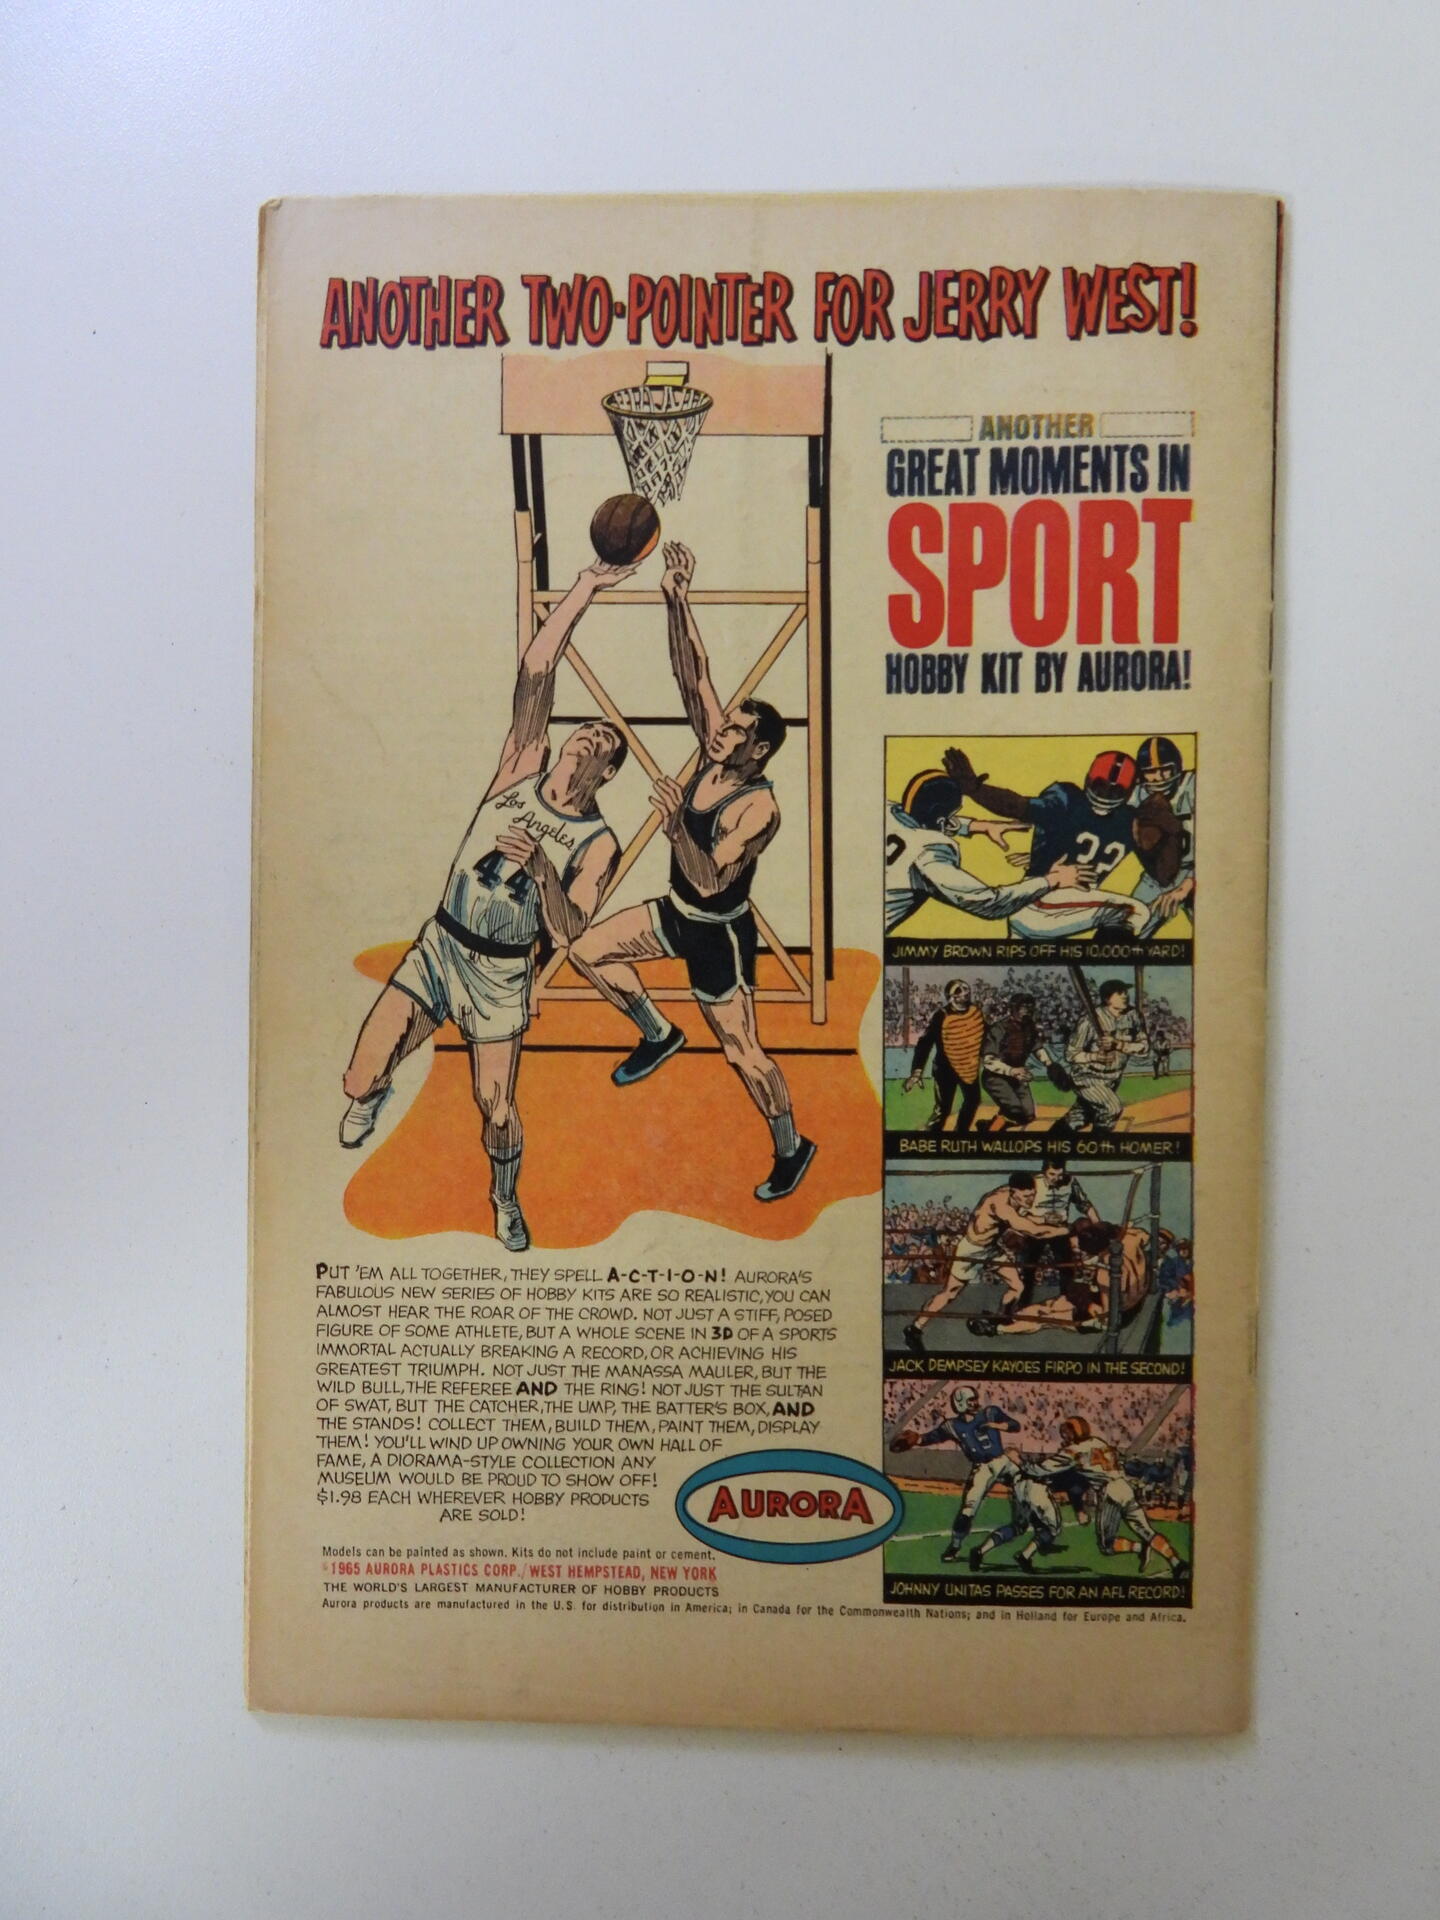 ANOTHER TWO-POINTER FOR JERRY WEST!
ANOTHER
GREAT MOMENTS IN
SPORT
HOBBY KIT BY AURORA!
Los
Angeles
44
32
JIMMY BROWN RIPS OFF HIS 10,000th YARD!
BABE RUTH WALLOPS HIS 60th HOMER!
JACK DEMPSEY KAYOES FIRPO IN THE SECOND!
JOHNNY UNITAS PASSES FOR AN AFL RECORD!
PUT 'EM ALL TOGETHER, THEY SPELL A-C-T-I-O-N! AURORA'S
FABULOUS NEW SERIES OF HOBBY KITS ARE SO REALISTIC, YOU CAN
ALMOST HEAR THE ROAR OF THE CROWD. NOT JUST A STIFF, POSED
FIGURE OF SOME ATHLETE, BUT A WHOLE SCENE IN 3D OF A SPORTS
IMMORTAL ACTUALLY BREAKING A RECORD, OR ACHIEVING HIS
GREATEST TRIUMPH. NOT JUST THE MANASSA MAULER, BUT THE
WILD BULL, THE REFEREE AND THE RING! NOT JUST THE SULTAN
OF SWAT, BUT THE CATCHER, THE UMP, THE BATTER'S BOX, AND
THE STANDS! COLLECT THEM, BUILD THEM, PAINT THEM, DISPLAY
THEM! YOU'LL WIND UP OWNING YOUR OWN HALL OF
FAME, A DIORAMA-STYLE COLLECTION ANY
MUSEUM WOULD BE PROUD TO SHOW OFF!
$1.98 EACH WHEREVER HOBBY PRODUCTS
ARE SOLD!
AURORA
Models can be painted as shown. Kits do not include paint or cement.
©1965 AURORA PLASTICS CORP./WEST HEMPSTEAD, NEW YORK
THE WORLD'S LARGEST MANUFACTURER OF HOBBY PRODUCTS
Aurora products are manufactured in the U.S. for distribution in America; in Canada for the Commonwealth Nations; and in Holland for Europe and Africa.